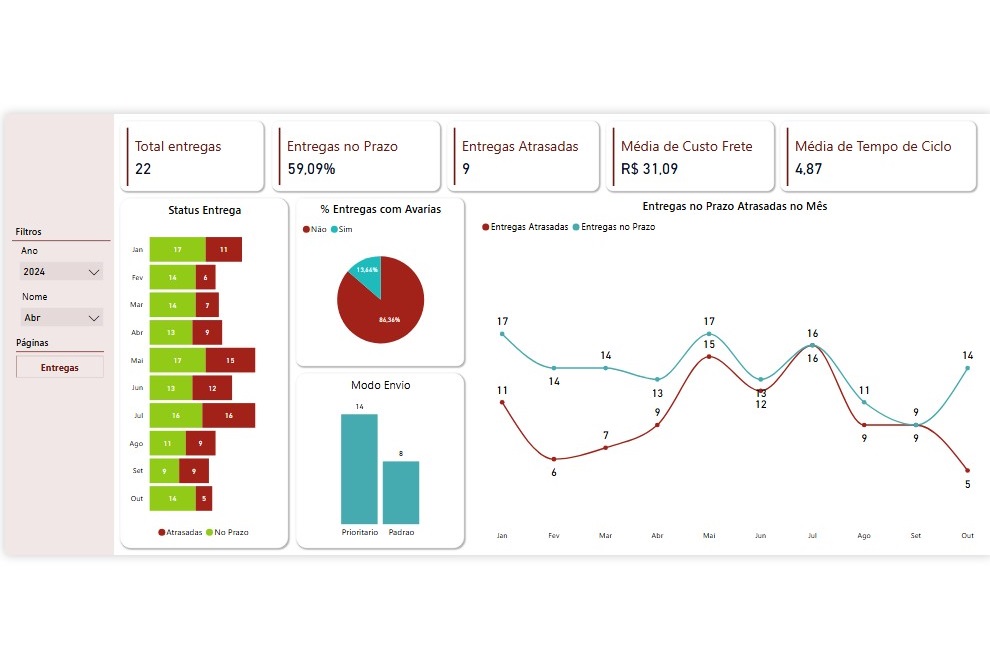 Total entregas
22
Entregas no Prazo
59,09%
Entregas Atrasadas
9
Média de Custo Frete
R$ 31,09
Média de Tempo de Ciclo
4,87
Filtros
Ano
2024
Nome
Abr
Páginas
Entregas
Status Entrega
Jan 17 11
Fev 14 6
Mar 14 7
Abr 13 9
Mai 17 15
Jun 13 12
Jul 16 16
Ago 11 9
Set 9 9
Out 14 5
Atrasadas No Prazo
% Entregas com Avarias
Não Sim
13,64%
86,36%
Modo Envio
14
8
Prioritario Padrao
Entregas no Prazo Atrasadas no Mês
Entregas Atrasadas Entregas no Prazo
17 14 14 13 17 13 16 11 9 14
11 6 7 9 15 12 16 9 9 5
Jan Fev Mar Abr Mai Jun Jul Ago Set Out